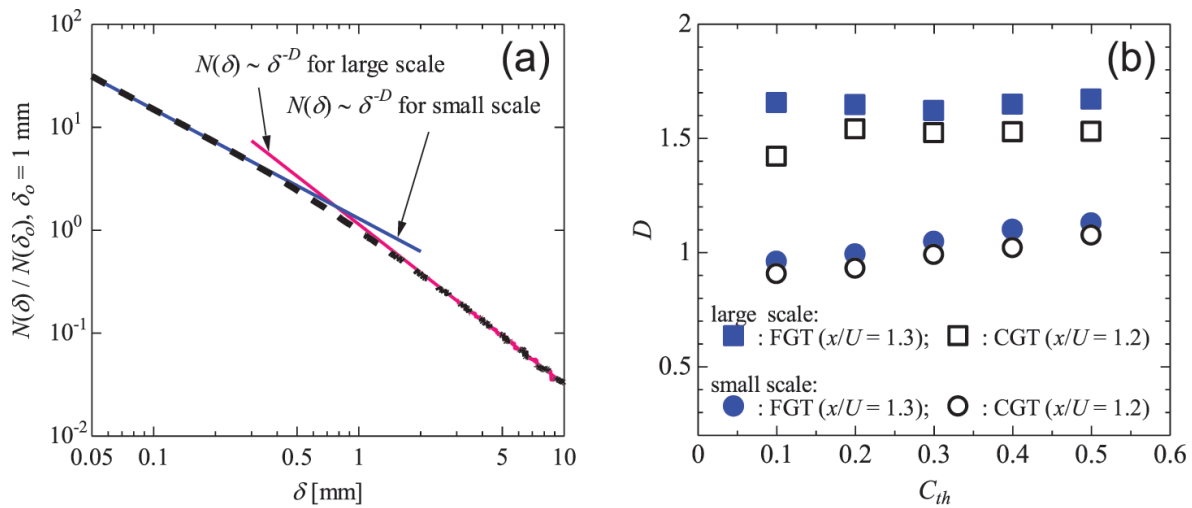 (a)
N(δ) ~ δ^-D for large scale
N(δ) ~ δ^-D for small scale
N(δ) / N(δ_o), δ_o = 1 mm
10^2
10^1
10^0
10^-1
10^-2
0.05
0.1
0.5
1
5
10
δ [mm]
(b)
D
2
1.5
1
0.5
large scale:
: FGT (x/U = 1.3); : CGT (x/U = 1.2)
small scale:
: FGT (x/U = 1.3); : CGT (x/U = 1.2)
0
0.1
0.2
0.3
0.4
0.5
0.6
C_th